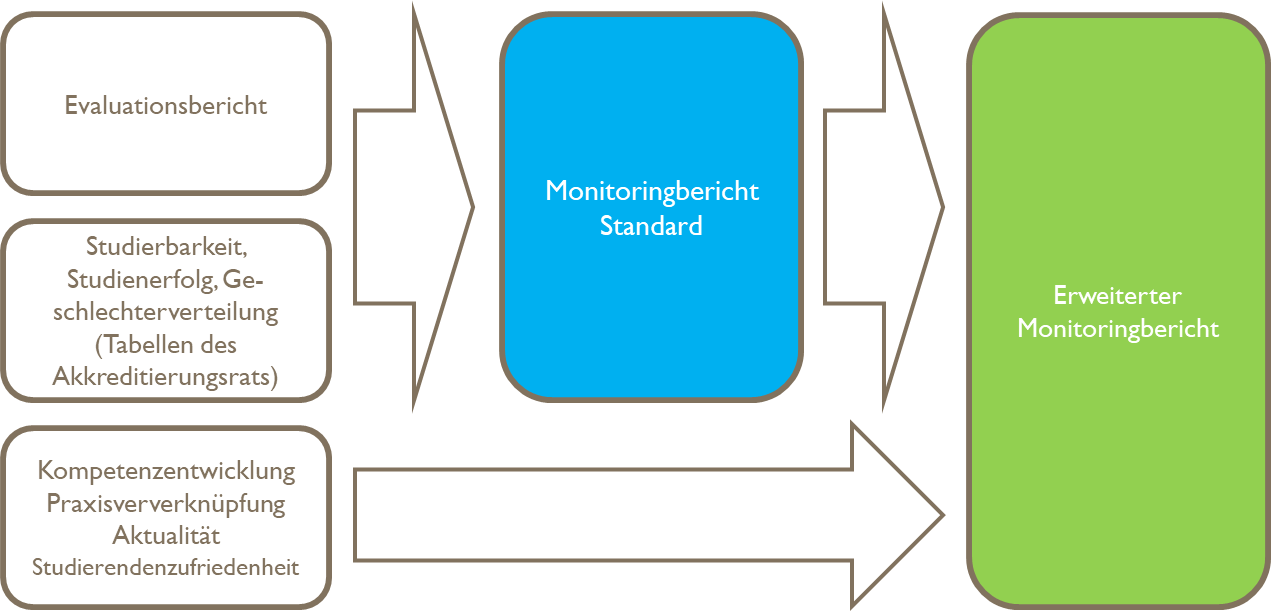 Evaluationsbericht
Studierbarkeit,
Studienerfolg, Ge-
schlechterverteilung
(Tabellen des
Akkreditierungsrats)
Kompetenzentwicklung
Praxisververknüpfung
Aktualität
Studierendenzufriedenheit
Monitoringbericht
Standard
Erweiterter
Monitoringbericht